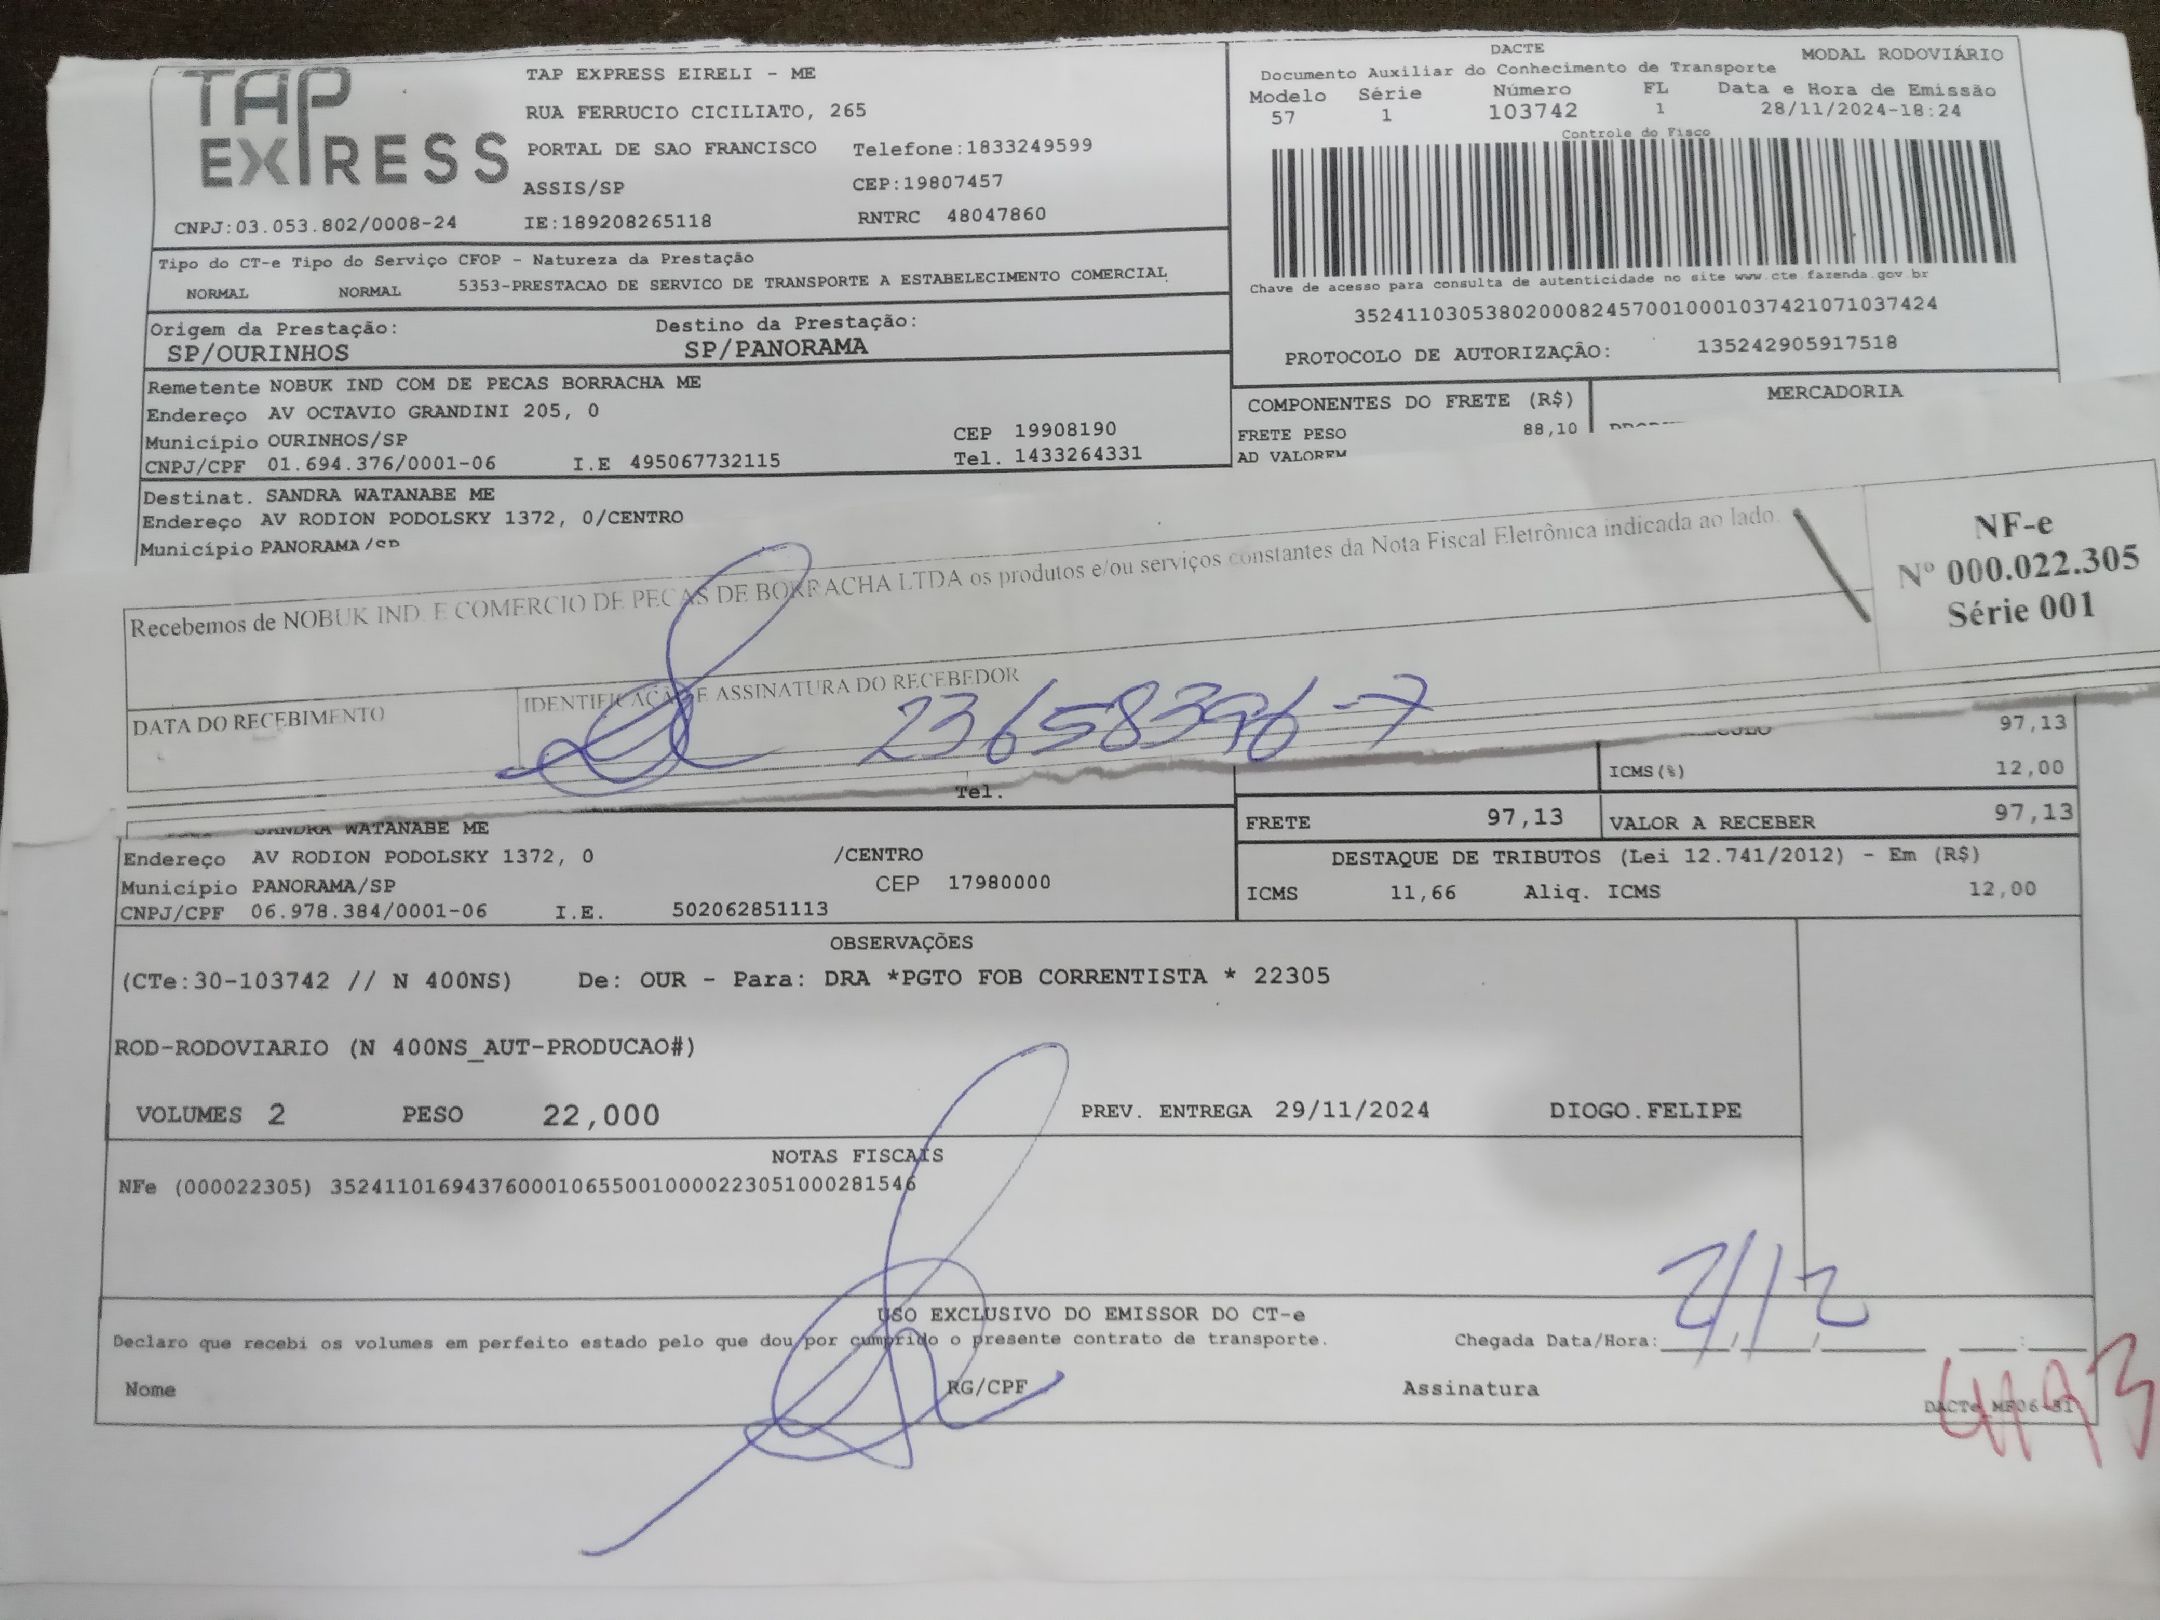 TAP EXPRESS
TAP EXPRESS EIRELI - ME
RUA FERRUCIO CICILIATO, 265
PORTAL DE SAO FRANCISCO Telefone:1833249599
ASSIS/SP CEP:19807457
CNPJ:03.053.802/0008-24 IE:189208265118 RNTRC 48047860
DACTE MODAL RODOVIÁRIO
Documento Auxiliar do Conhecimento de Transporte
Modelo Série Número FL Data e Hora de Emissão
57 1 103742 1 28/11/2024-18:24
Controle do Fisco
Chave de acesso para consulta de autenticidade no site www.cte.fazenda.gov.br
35241103053802000824570010001037421071037424
PROTOCOLO DE AUTORIZAÇÃO: 135242905917518
Tipo do CT-e Tipo do Serviço CFOP - Natureza da Prestação
NORMAL NORMAL 5353-PRESTACAO DE SERVICO DE TRANSPORTE A ESTABELECIMENTO COMERCIAL
Origem da Prestação: Destino da Prestação:
SP/OURINHOS SP/PANORAMA
Remetente NOBUK IND COM DE PECAS BORRACHA ME
Endereço AV OCTAVIO GRANDINI 205, 0
Município OURINHOS/SP CEP 19908190
CNPJ/CPF 01.694.376/0001-06 I.E 495067732115 Tel. 1433264331
COMPONENTES DO FRETE (R$) MERCADORIA
FRETE PESO 88,10
AD VALOREM
Destinat. SANDRA WATANABE ME
Endereço AV RODION PODOLSKY 1372, 0/CENTRO
Município PANORAMA/SP
Recebemos de NOBUK IND. E COMERCIO DE PECAS DE BORRACHA LTDA os produtos e/ou serviços constantes da Nota Fiscal Eletrônica indicada ao lado.
NF-e
Nº 000.022.305
Série 001
DATA DO RECEBIMENTO IDENTIFICAÇÃO E ASSINATURA DO RECEBEDOR
23658396-7
97,13
ICMS(%) 12,00
Tel.
FRETE 97,13 VALOR A RECEBER 97,13
SANDRA WATANABE ME
Endereço AV RODION PODOLSKY 1372, 0 /CENTRO
Município PANORAMA/SP CEP 17980000
CNPJ/CPF 06.978.384/0001-06 I.E. 502062851113
DESTAQUE DE TRIBUTOS (Lei 12.741/2012) - Em (R$)
ICMS 11,66 Aliq. ICMS 12,00
OBSERVAÇÕES
(CTe:30-103742 // N 400NS) De: OUR - Para: DRA *PGTO FOB CORRENTISTA * 22305
ROD-RODOVIARIO (N 400NS_AUT-PRODUCAO#)
VOLUMES 2 PESO 22,000 PREV. ENTREGA 29/11/2024 DIOGO.FELIPE
NOTAS FISCAIS
NFe (000022305) 35241101694376000106550010000223051000281546
USO EXCLUSIVO DO EMISSOR DO CT-e
Declaro que recebi os volumes em perfeito estado pelo que dou por cumprido o presente contrato de transporte. Chegada Data/Hora: 2/12
Nome RG/CPF Assinatura